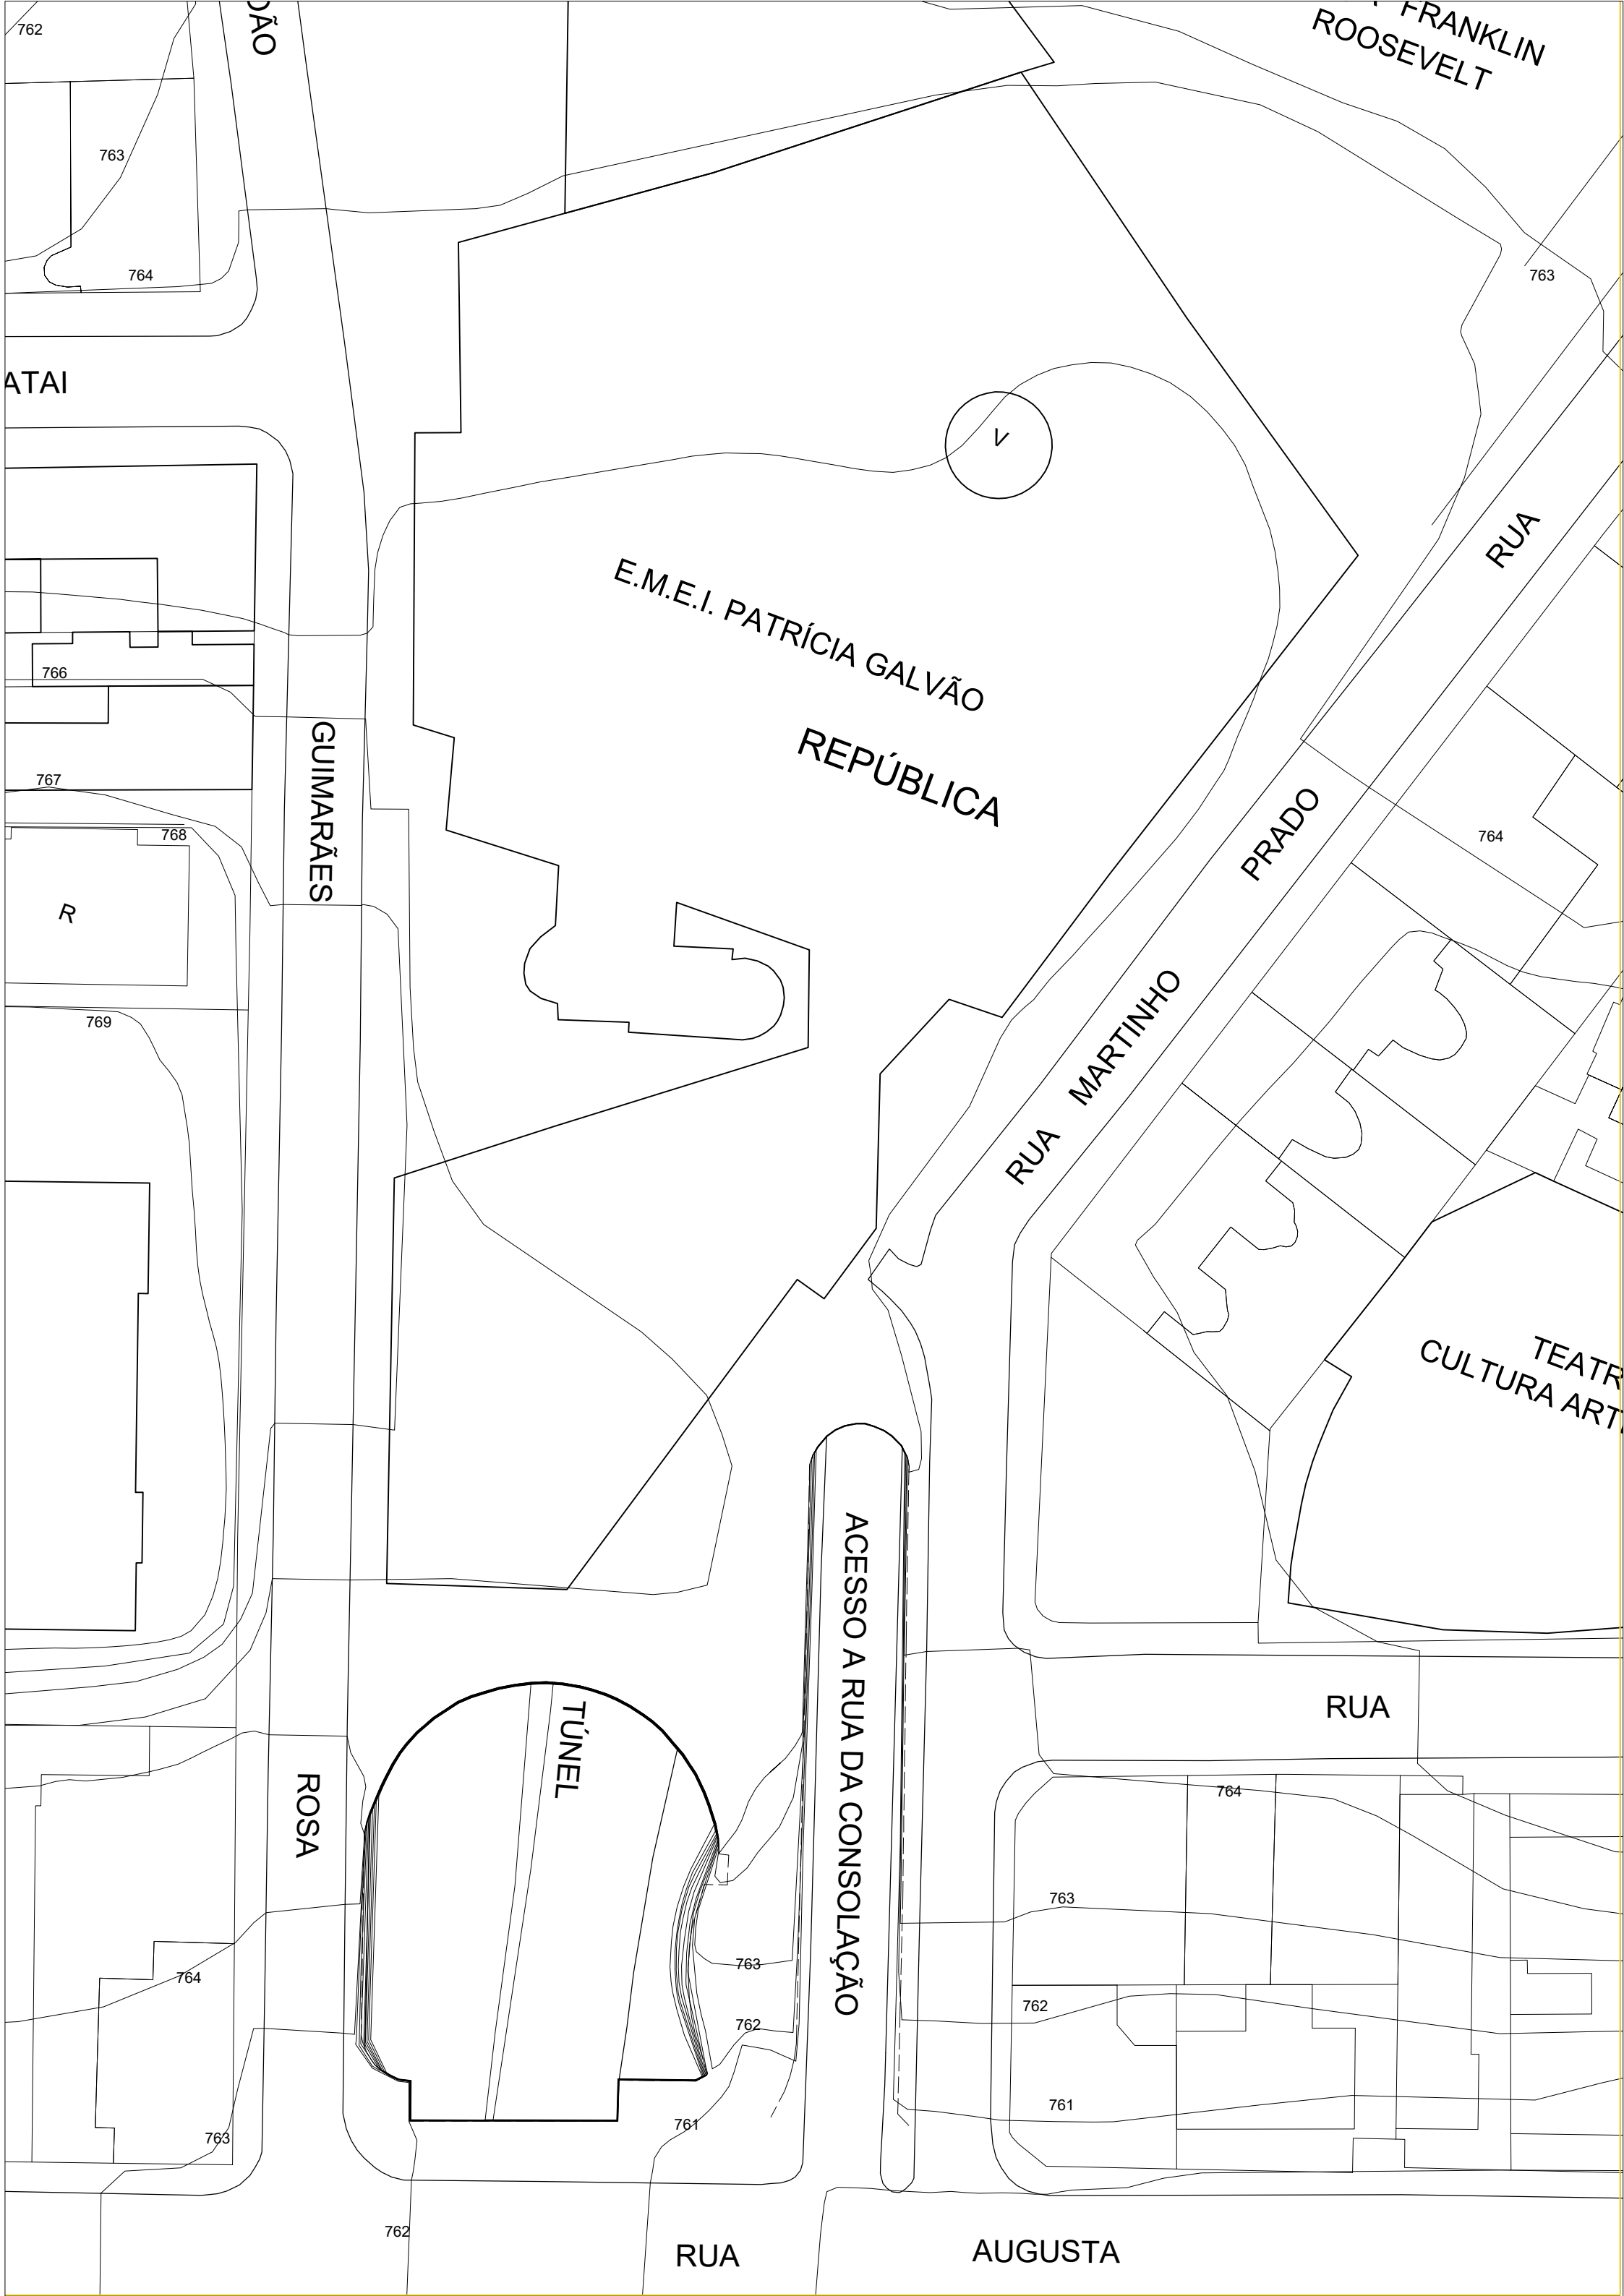 762
DÃO
FRANKLIN
ROOSEVELT
763
764
763
ATAI
V
RUA
E.M.E.I. PATRÍCIA GALVÃO
766
REPÚBLICA
GUIMARÃES
767
768
PRADO
764
R
769
RUA MARTINHO
TEATR
CULTURA ART
ACESSO A RUA DA CONSOLAÇÃO
TÚNEL
RUA
ROSA
764
763
764
763
762
762
761
761
763
762
RUA AUGUSTA